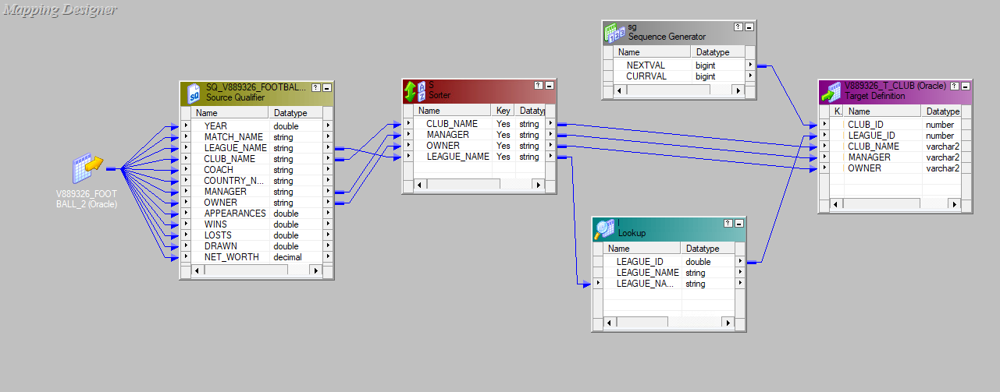 Mapping Designer
V889326_FOOT
BALL_2 (Oracle)
SQ_V889326_FOOTBAL...
Source Qualifier
Name Datatype
YEAR double
MATCH_NAME string
LEAGUE_NAME string
CLUB_NAME string
COACH string
COUNTRY_N... string
MANAGER string
OWNER string
APPEARANCES double
WINS double
LOSTS double
DRAWN double
NET_WORTH decimal
S
Sorter
Name Key Datatyp
CLUB_NAME Yes string
MANAGER Yes string
OWNER Yes string
LEAGUE_NAME Yes string
sg
Sequence Generator
Name Datatype
NEXTVAL bigint
CURRVAL bigint
l
Lookup
Name Datatype
LEAGUE_ID double
LEAGUE_NAME string
LEAGUE_NA... string
V889326_T_CLUB (Oracle)
Target Definition
K. Name Datatype
CLUB_ID number
LEAGUE_ID number
CLUB_NAME varchar2
MANAGER varchar2
OWNER varchar2